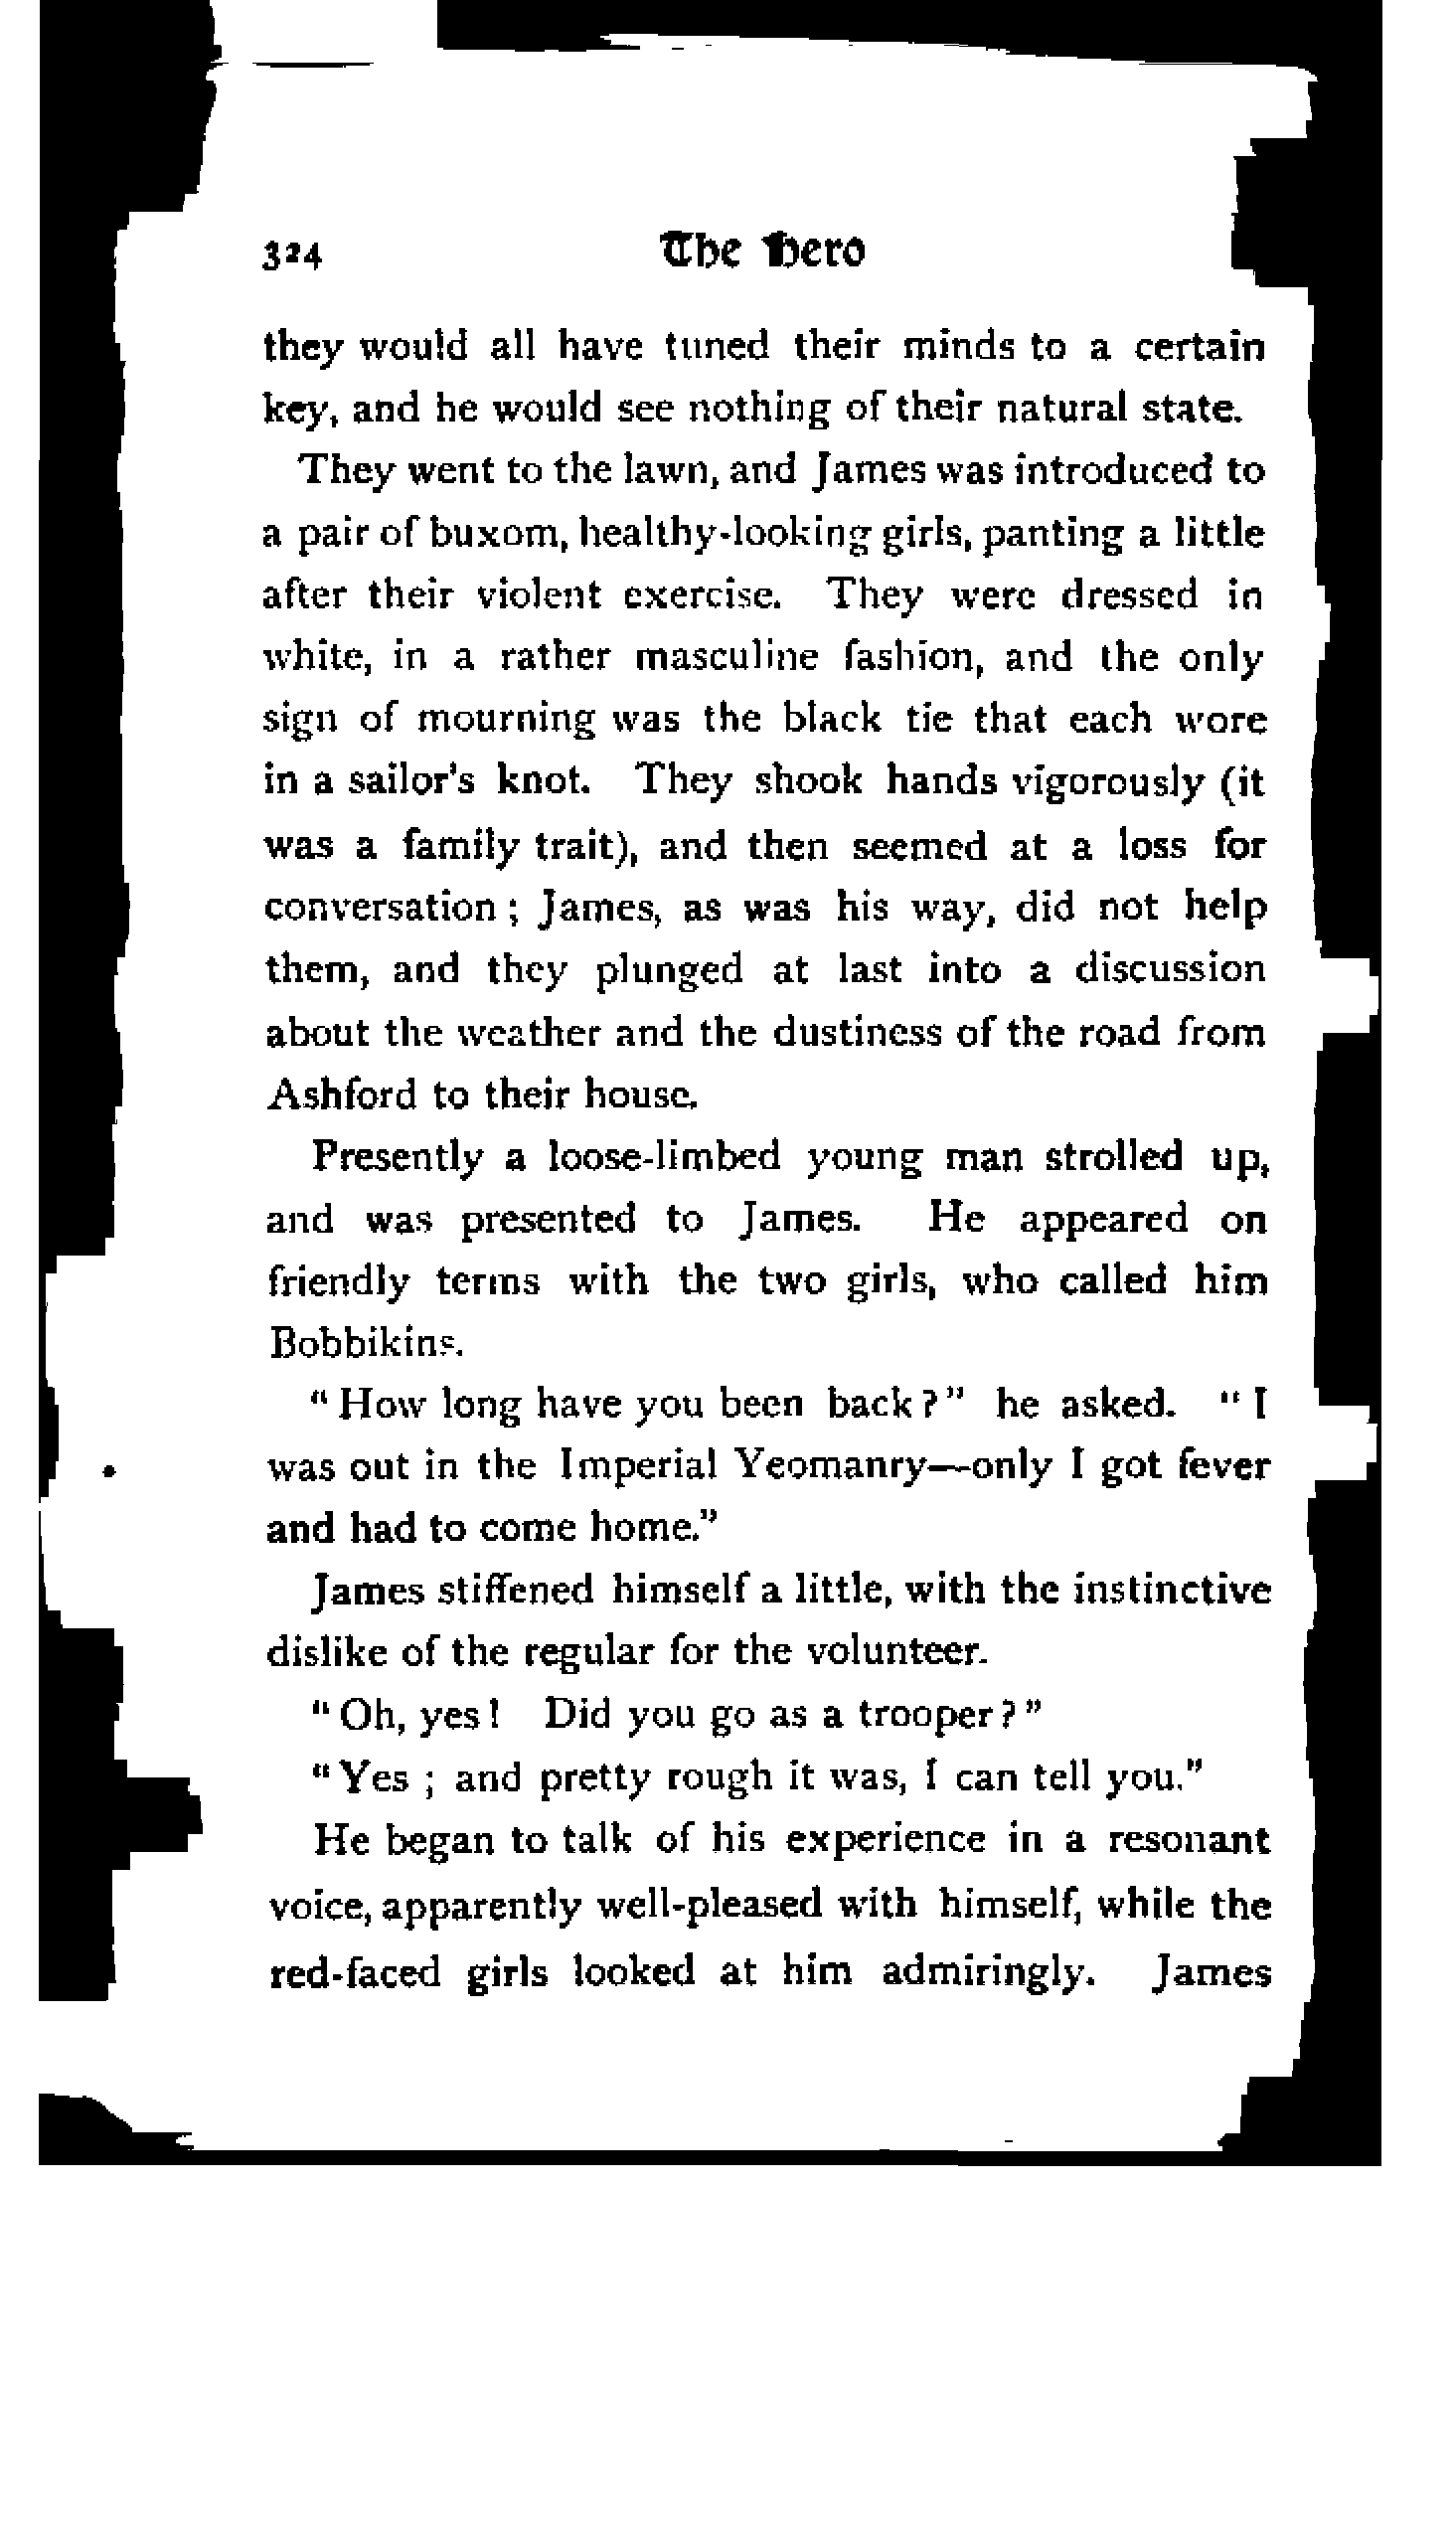 324 The Hero
they would all have tuned their minds to a certain
key, and he would see nothing of their natural state.
They went to the lawn, and James was introduced to
a pair of buxom, healthy-looking girls, panting a little
after their violent exercise. They were dressed in
white, in a rather masculine fashion, and the only
sign of mourning was the black tie that each wore
in a sailor's knot. They shook hands vigorously (it
was a family trait), and then seemed at a loss for
conversation; James, as was his way, did not help
them, and they plunged at last into a discussion
about the weather and the dustiness of the road from
Ashford to their house.
Presently a loose-limbed young man strolled up,
and was presented to James. He appeared on
friendly terms with the two girls, who called him
Bobbikins.
"How long have you been back?" he asked. "I
was out in the Imperial Yeomanry—only I got fever
and had to come home."
James stiffened himself a little, with the instinctive
dislike of the regular for the volunteer.
"Oh, yes! Did you go as a trooper?"
"Yes; and pretty rough it was, I can tell you."
He began to talk of his experience in a resonant
voice, apparently well-pleased with himself, while the
red-faced girls looked at him admiringly. James